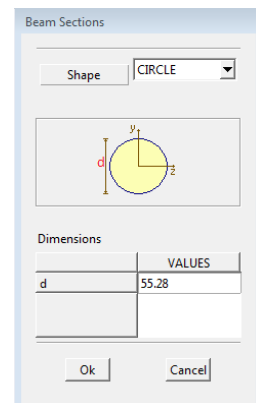 Beam Sections
Shape CIRCLE
y
d
z
Dimensions
VALUES
d 55.28
Ok Cancel